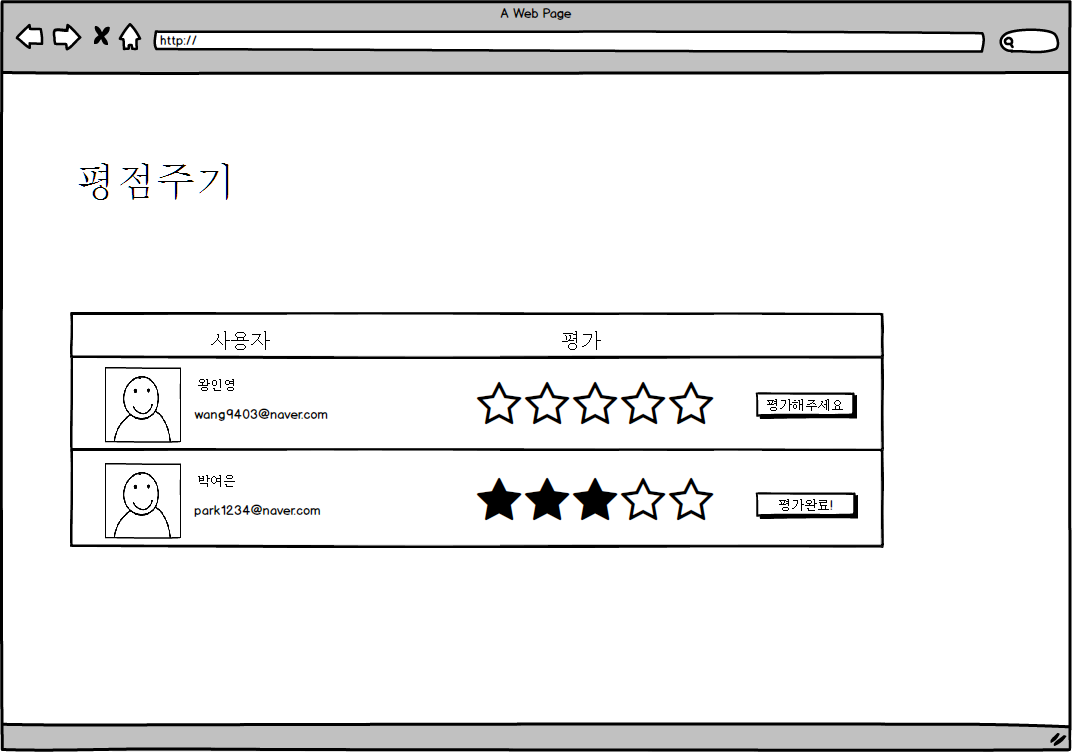 A Web Page
http://
평점주기
사용자 평가
왕인영
wang9403@naver.com
평가해주세요
박여은
park1234@naver.com
평가완료!